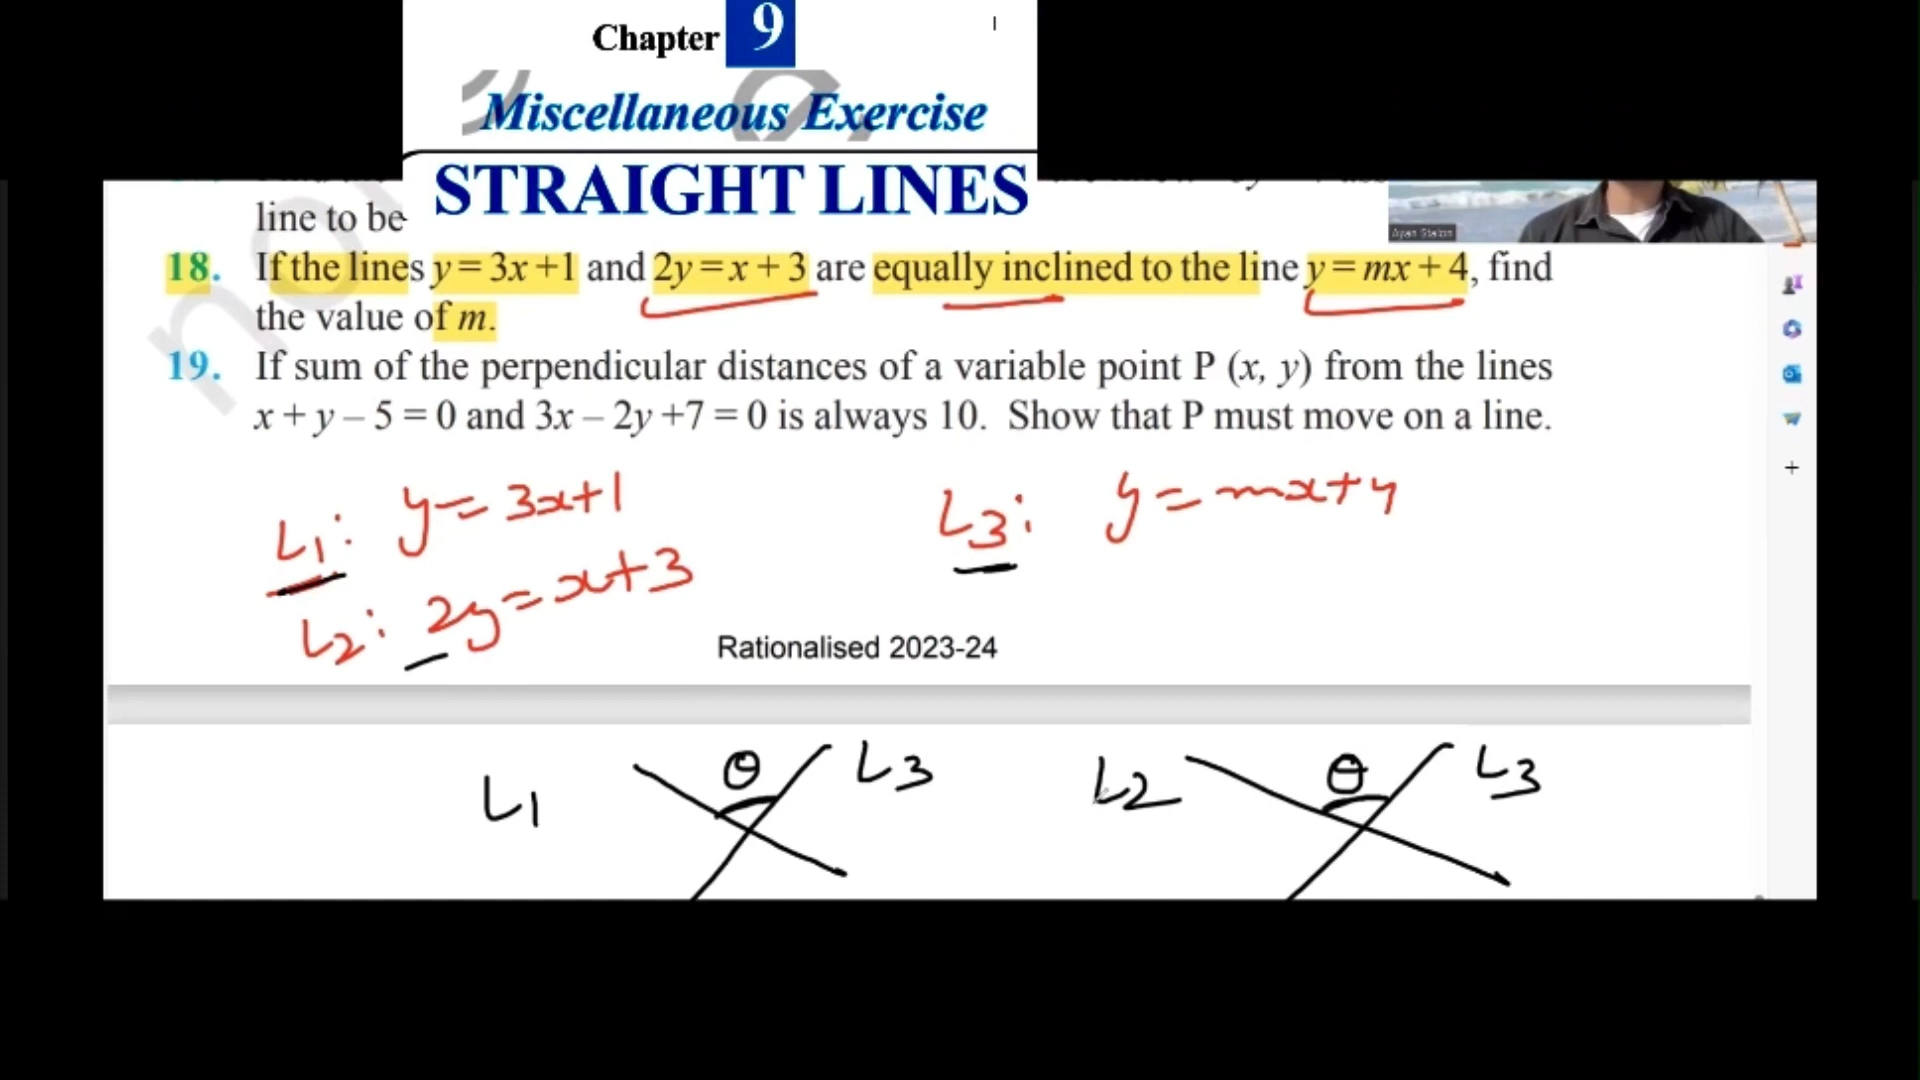 Chapter 9
Miscellaneous Exercise
STRAIGHT LINES
line to be
18. If the lines y = 3x +1 and 2y = x + 3 are equally inclined to the line y = mx + 4, find
the value of m.
19. If sum of the perpendicular distances of a variable point P (x, y) from the lines
x + y – 5 = 0 and 3x – 2y +7 = 0 is always 10. Show that P must move on a line.
L1: y = 3x+1
L3: y = mx+4
L2: 2y = x+3
Rationalised 2023-24
L1 θ L3
L2 θ L3